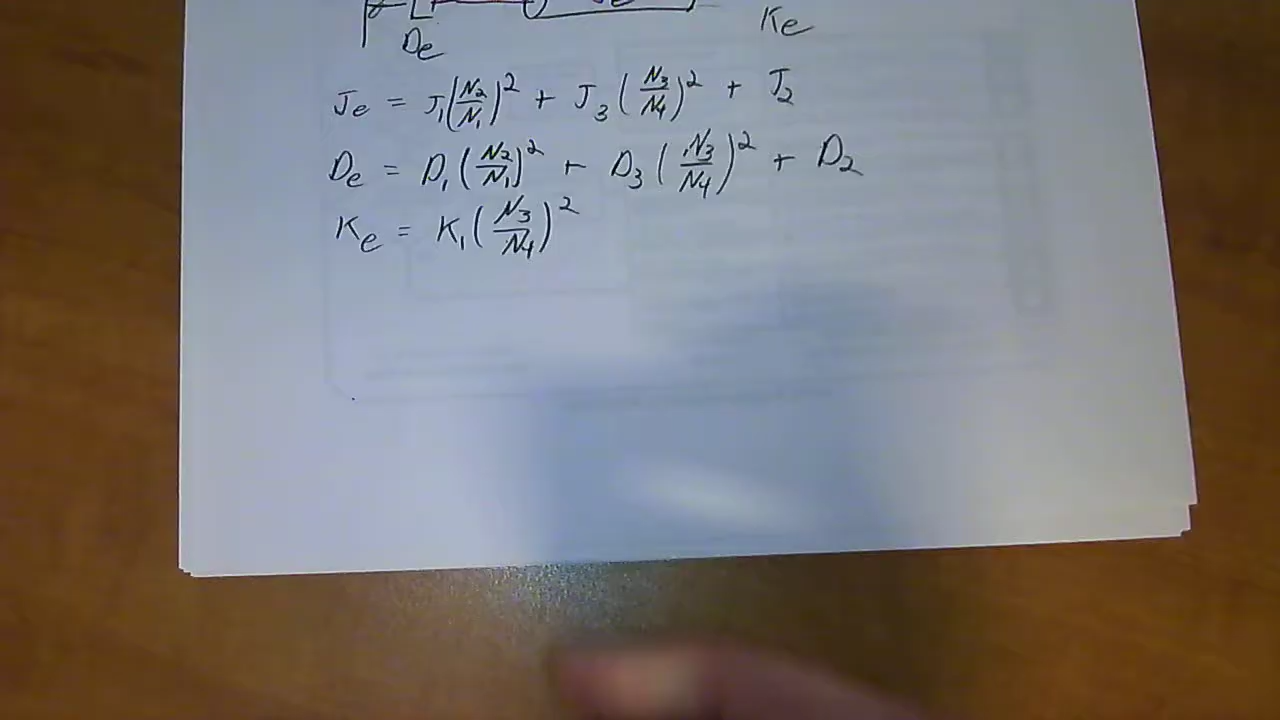 De Ke
Je = J₁(N₂/N₁)² + J₃(N₃/N₄)² + J₂
De = D₁(N₂/N₁)² + D₃(N₃/N₄)² + D₂
Ke = K₁(N₃/N₄)²